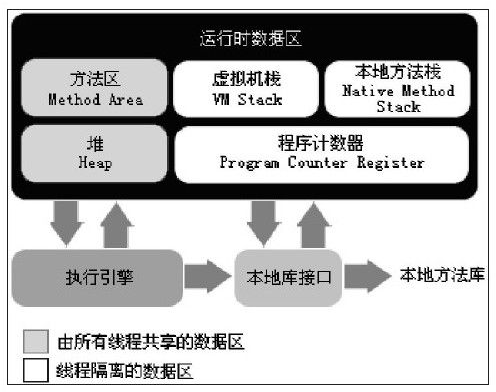 运行时数据区
方法区
Method Area
虚拟机栈
VM Stack
本地方法栈
Native Method
Stack
堆
Heap
程序计数器
Program Counter Register
执行引擎
本地库接口
本地方法库
由所有线程共享的数据区
线程隔离的数据区